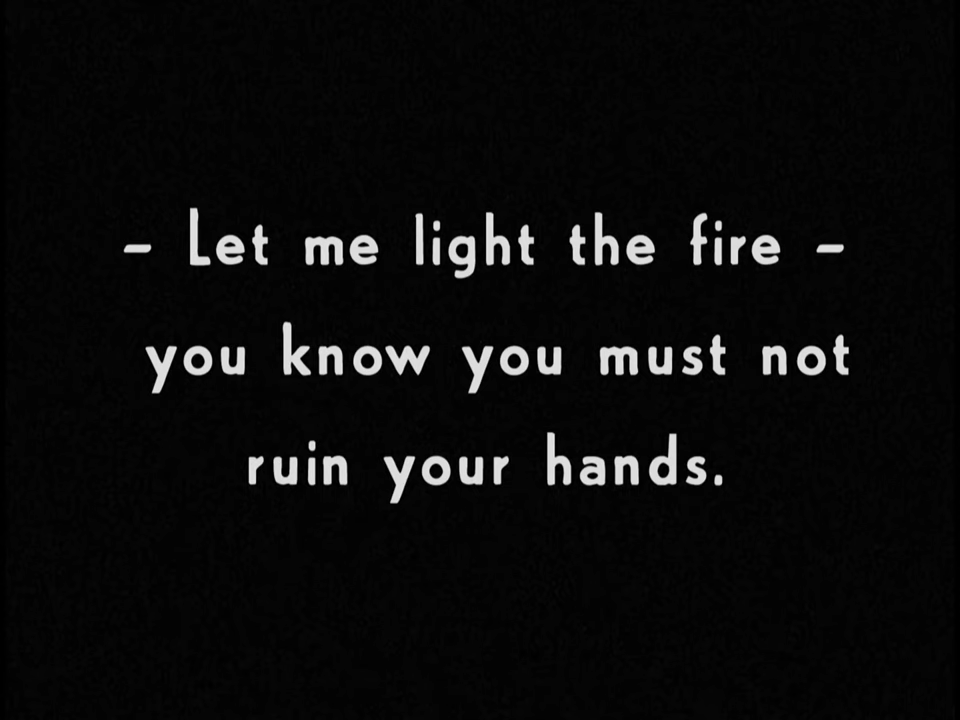 – Let me light the fire –
you know you must not
ruin your hands.